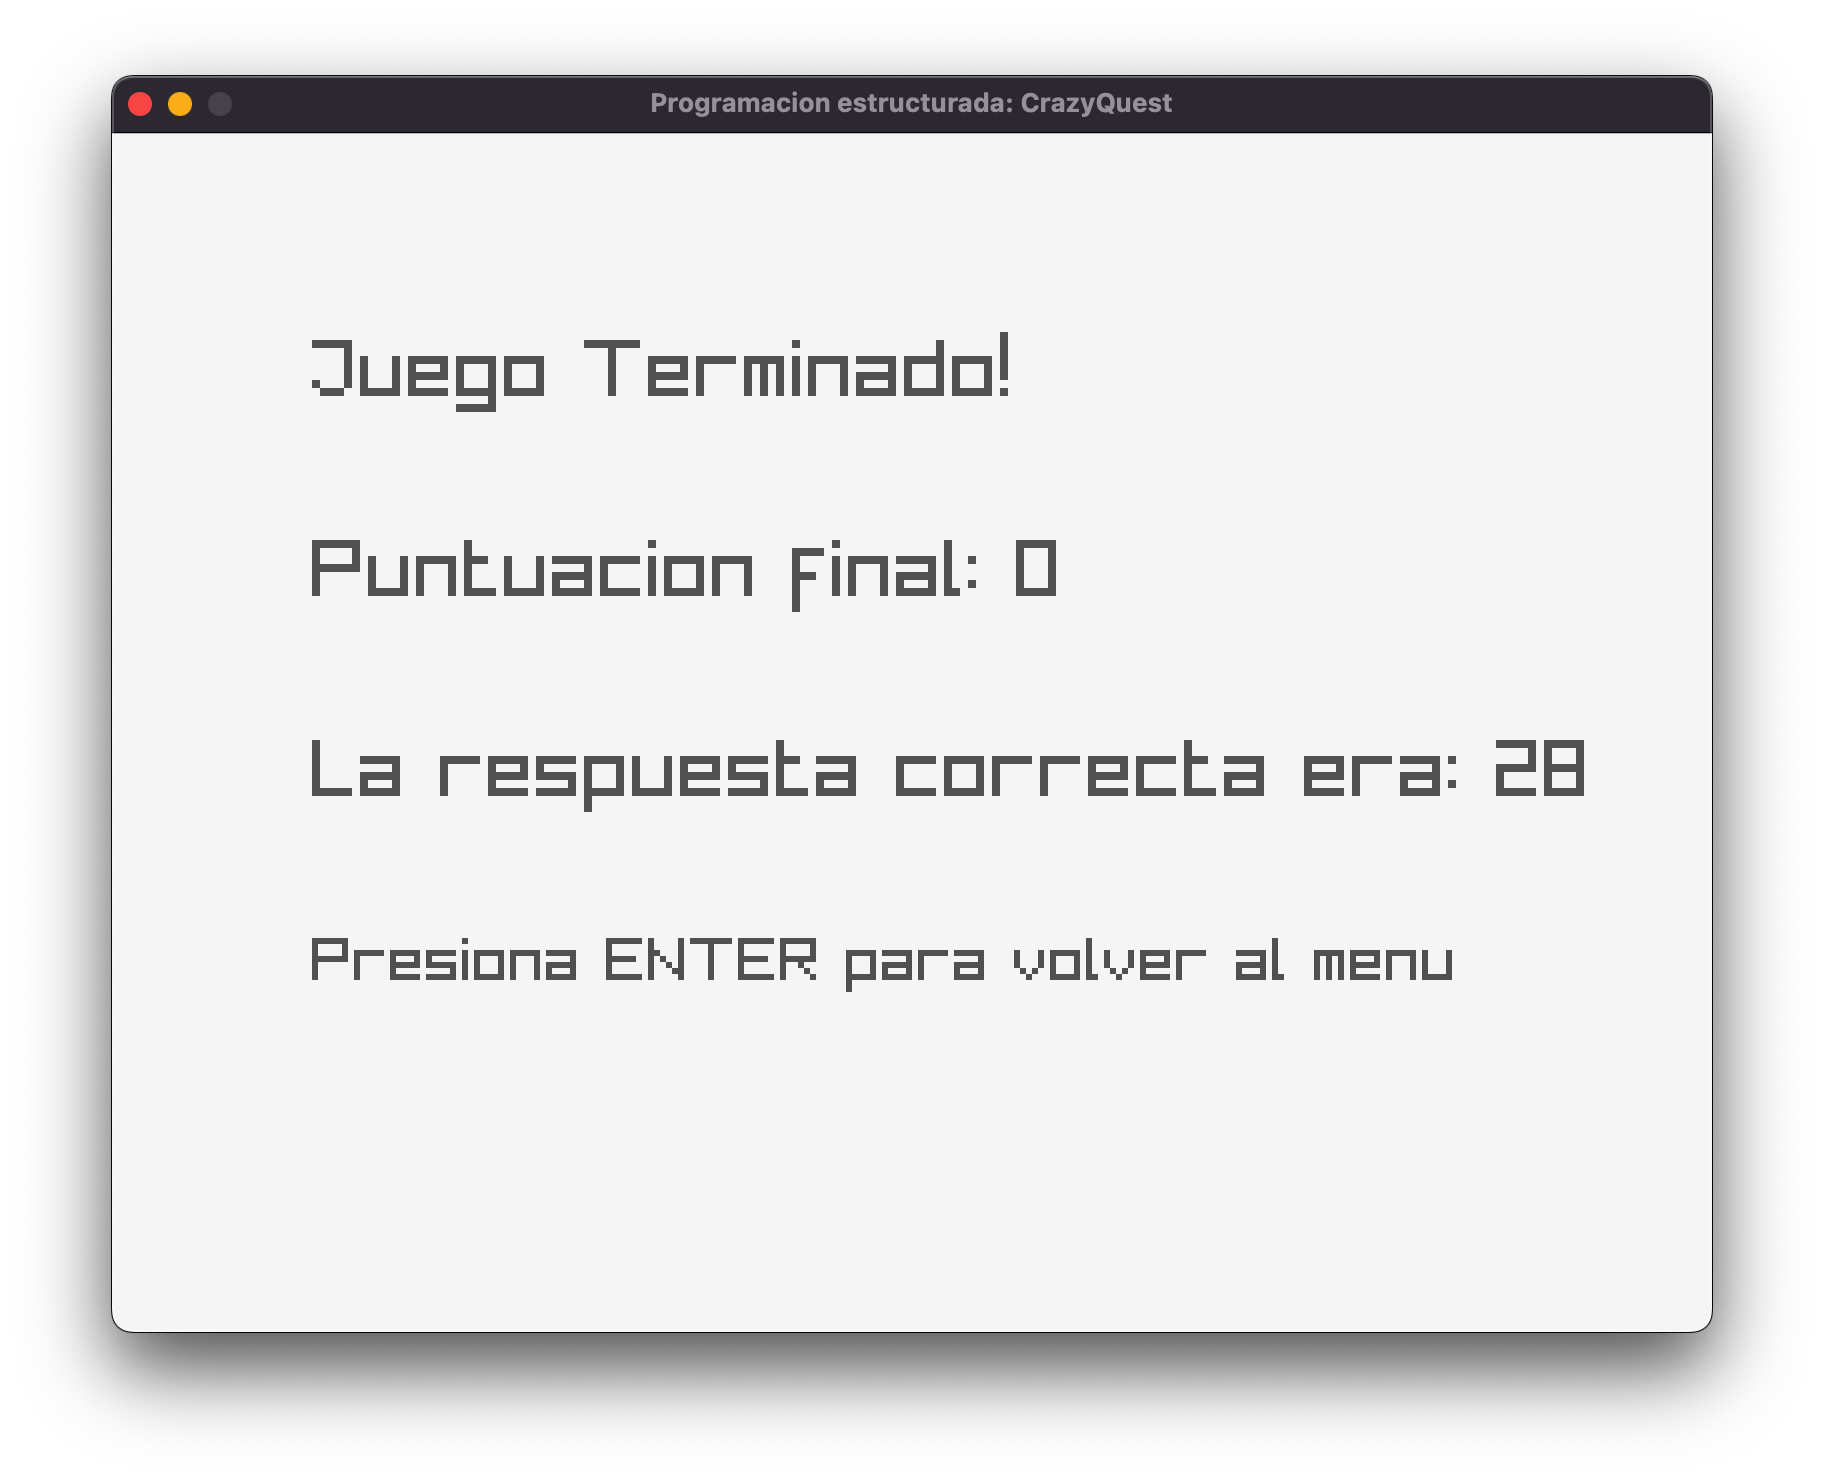 Programacion estructurada: CrazyQuest
Juego Terminado!
Puntuacion final: 0
La respuesta correcta era: 28
Presiona ENTER para volver al menu